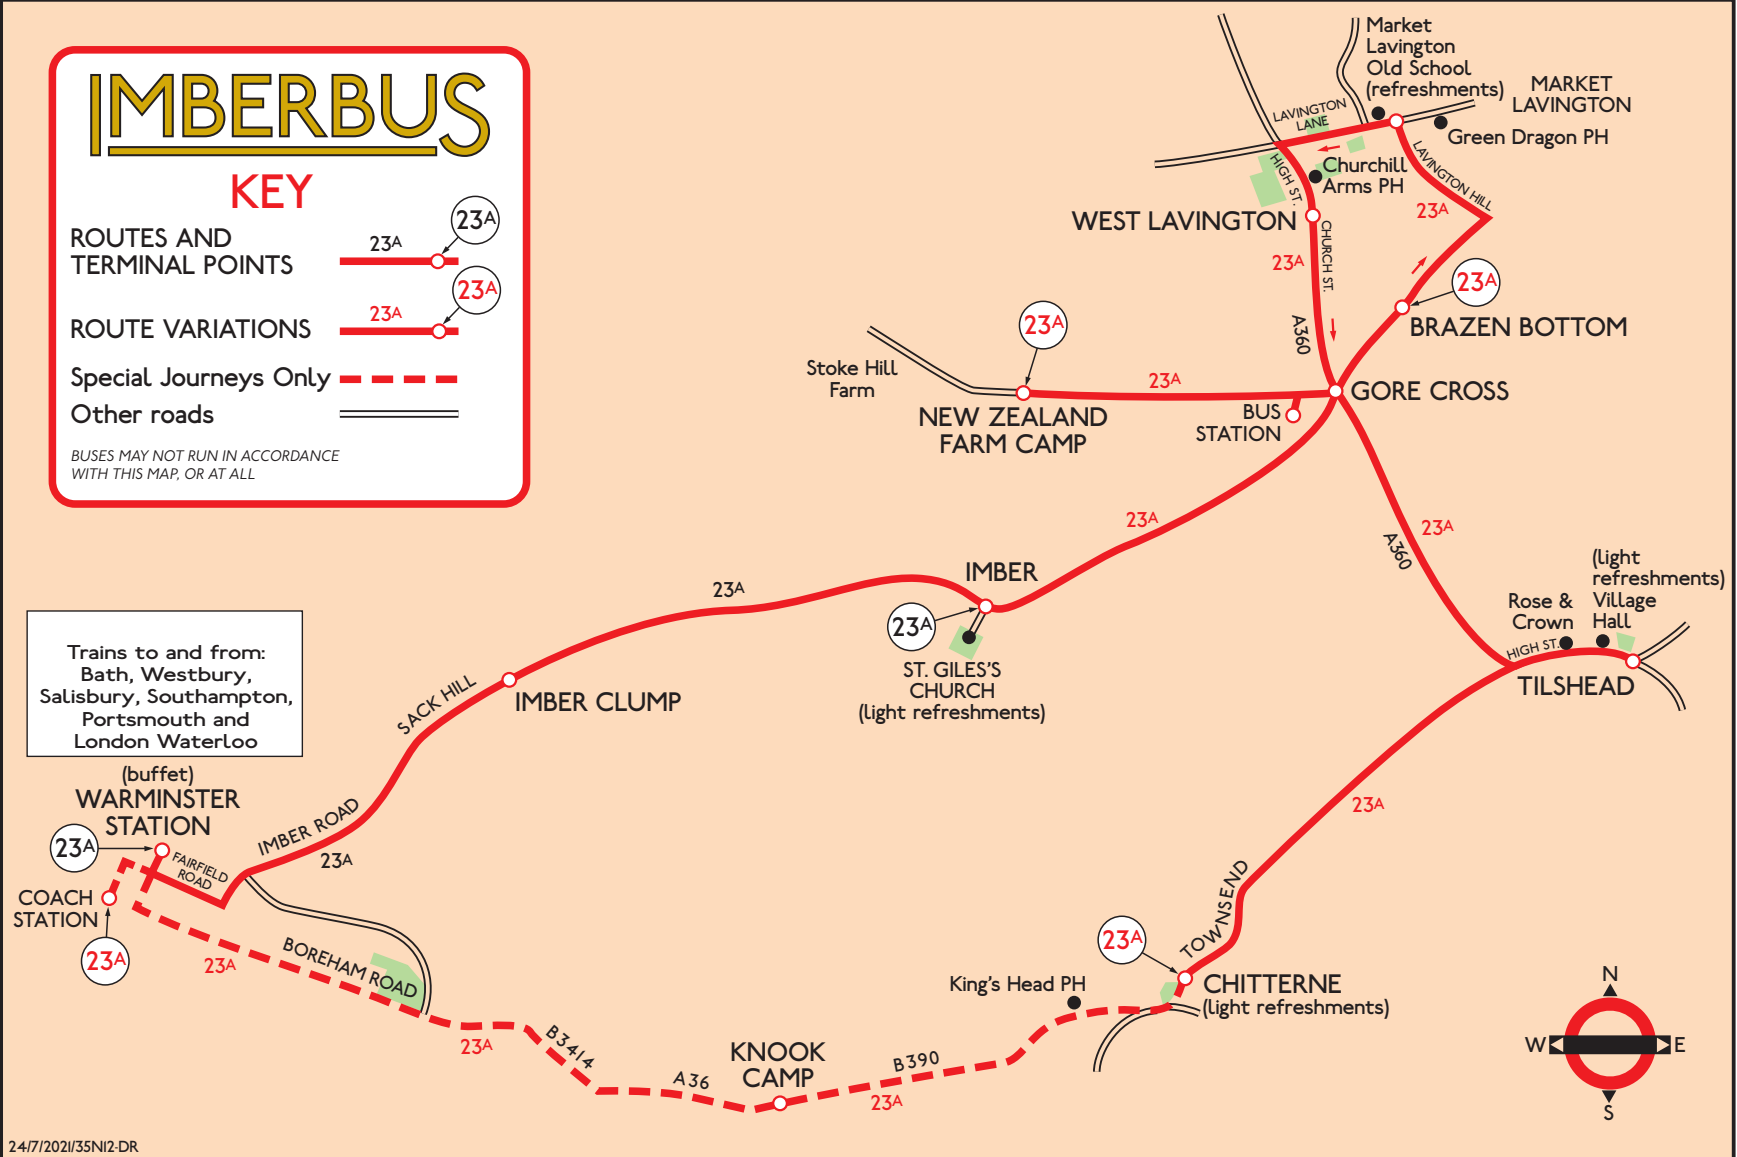 IMBERBUS
KEY
ROUTES AND
TERMINAL POINTS
23A
23A
ROUTE VARIATIONS
23A
23A
Special Journeys Only
Other roads
BUSES MAY NOT RUN IN ACCORDANCE
WITH THIS MAP, OR AT ALL
Market
Lavington
Old School
(refreshments)
MARKET
LAVINGTON
Green Dragon PH
LAVINGTON
LANE
HIGH ST.
Churchill
Arms PH
LAVINGTON HILL
23A
WEST LAVINGTON
CHURCH ST.
23A
A360
23A
BRAZEN BOTTOM
23A
Stoke Hill
Farm
23A
NEW ZEALAND
FARM CAMP
BUS
STATION
GORE CROSS
23A
23A
A360
(light
refreshments)
Village
Hall
Rose &
Crown
HIGH ST.
TILSHEAD
IMBER
23A
23A
ST. GILES'S
CHURCH
(light refreshments)
SACK HILL
IMBER CLUMP
Trains to and from:
Bath, Westbury,
Salisbury, Southampton,
Portsmouth and
London Waterloo
(buffet)
WARMINSTER
STATION
23A
FAIRFIELD
ROAD
IMBER ROAD
23A
COACH
STATION
23A
23A
BOREHAM ROAD
23A
B3414
A36
KNOOK
CAMP
B390
23A
King's Head PH
23A
TOWNSEND
23A
CHITTERNE
(light refreshments)
N
W
E
S
24/7/2021/35N12-DR